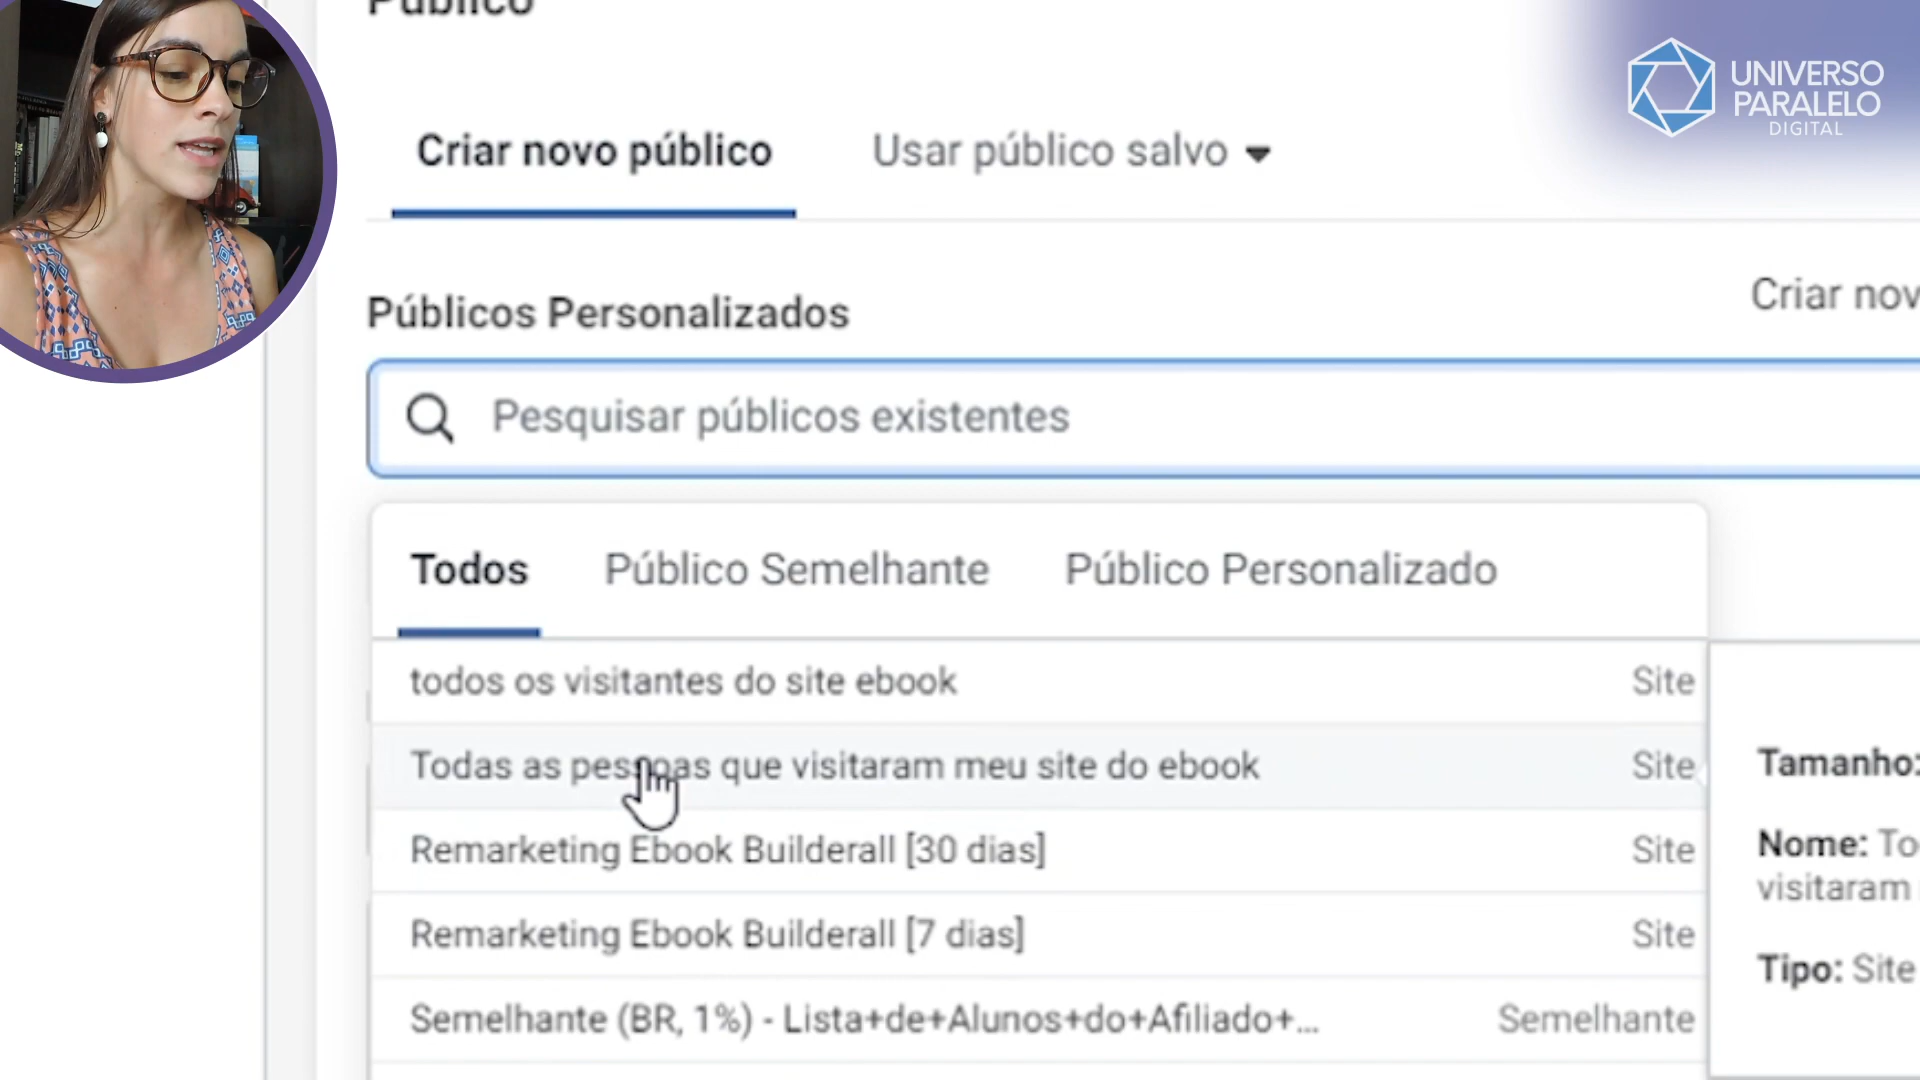 Público
UNIVERSO
PARALELO
DIGITAL
Criar novo público
Usar público salvo
Criar nov
Públicos Personalizados
Pesquisar públicos existentes
Todos
Público Semelhante
Público Personalizado
todos os visitantes do site ebook
Site
Todas as pessoas que visitaram meu site do ebook
Site
Remarketing Ebook Builderall [30 dias]
Site
Remarketing Ebook Builderall [7 dias]
Site
Semelhante (BR, 1%) - Lista+de+Alunos+do+Afiliado+...
Semelhante
Tamanho:
Nome: To
visitaram
Tipo: Site